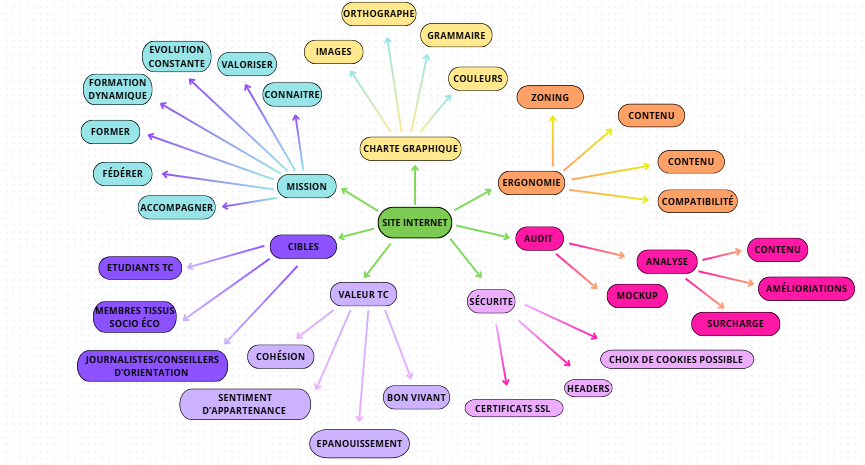 ORTHOGRAPHE
GRAMMAIRE
IMAGES
COULEURS
CHARTE GRAPHIQUE
EVOLUTION
CONSTANTE
VALORISER
FORMATION
DYNAMIQUE
CONNAITRE
FORMER
FÉDÉRER
ACCOMPAGNER
MISSION
ZONING
CONTENU
CONTENU
COMPATIBILITÉ
ERGONOMIE
SITE INTERNET
CIBLES
ETUDIANTS TC
MEMBRES TISSUS
SOCIO ÉCO
JOURNALISTES/CONSEILLERS
D'ORIENTATION
VALEUR TC
COHÉSION
SENTIMENT
D'APPARTENANCE
EPANOUISSEMENT
BON VIVANT
SÉCURITE
CHOIX DE COOKIES POSSIBLE
HEADERS
CERTIFICATS SSL
AUDIT
MOCKUP
ANALYSE
CONTENU
AMÉLIORIATIONS
SURCHARGE